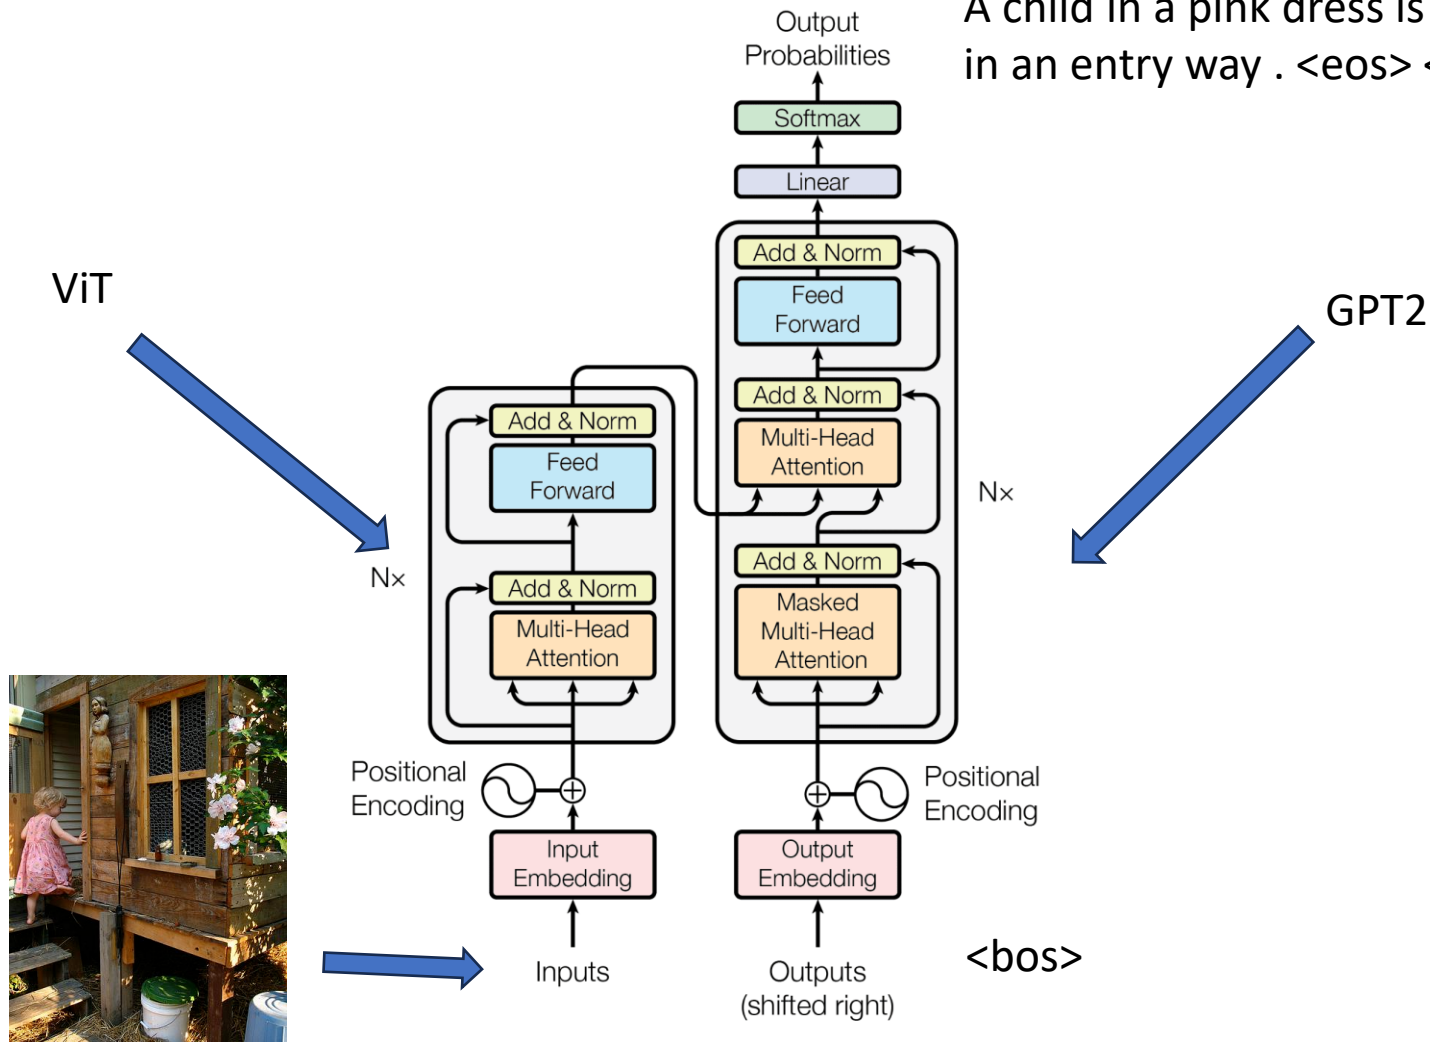 A child in a pink dress is
in an entry way . <eos> <
Output
Probabilities
Softmax
Linear
Add & Norm
Feed
Forward
Add & Norm
Multi-Head
Attention
Add & Norm
Masked
Multi-Head
Attention
Nx
Positional
Encoding
Output
Embedding
Outputs
(shifted right)
<bos>
GPT2
ViT
Add & Norm
Feed
Forward
Add & Norm
Multi-Head
Attention
Nx
Positional
Encoding
Input
Embedding
Inputs